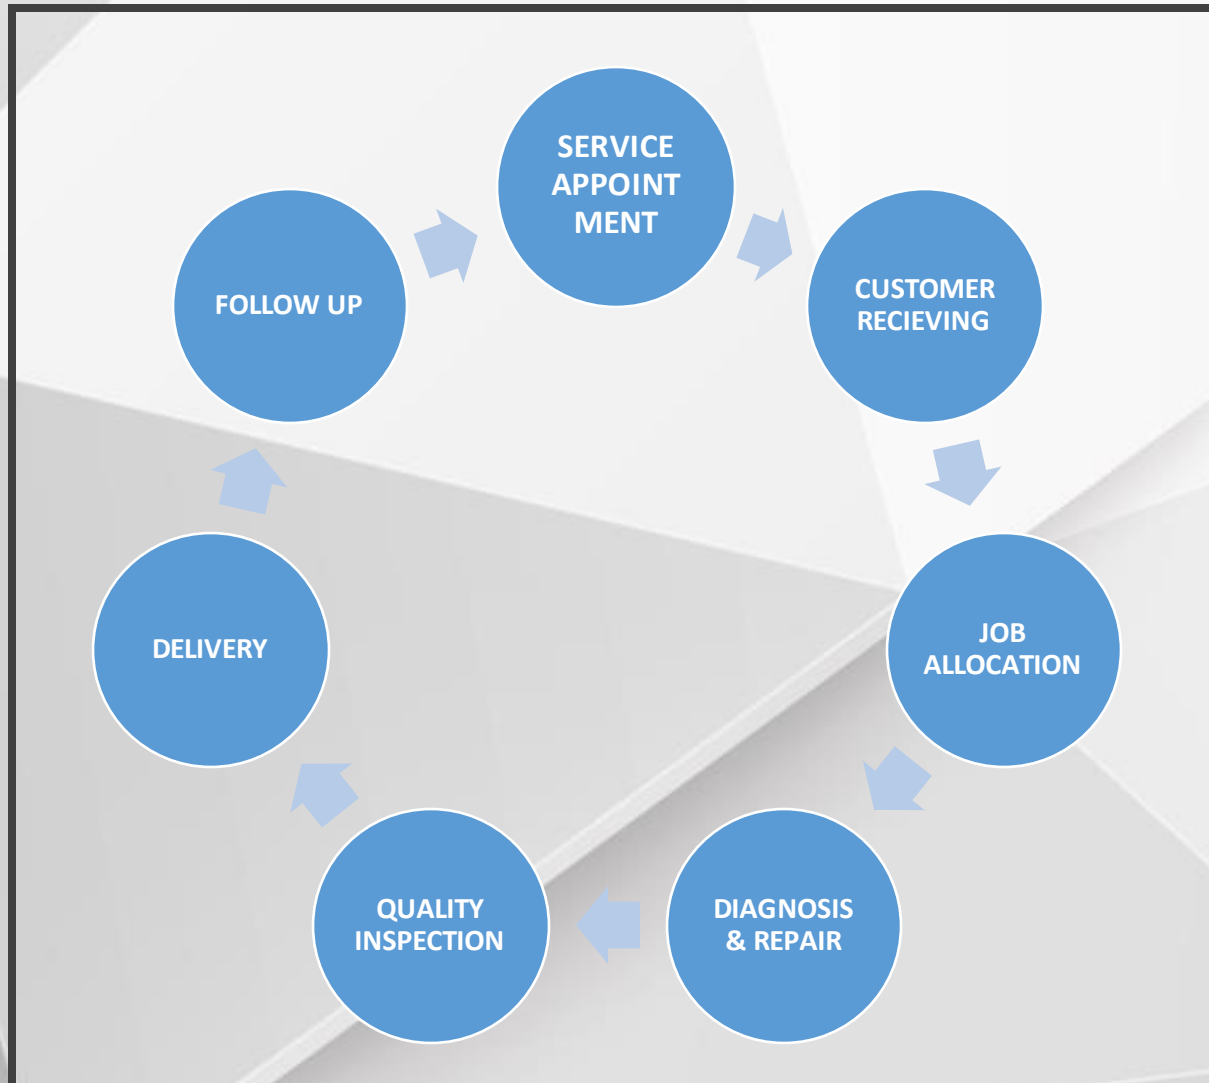 SERVICE
APPOINT
MENT
CUSTOMER
RECIEVING
JOB
ALLOCATION
DIAGNOSIS
& REPAIR
QUALITY
INSPECTION
DELIVERY
FOLLOW UP